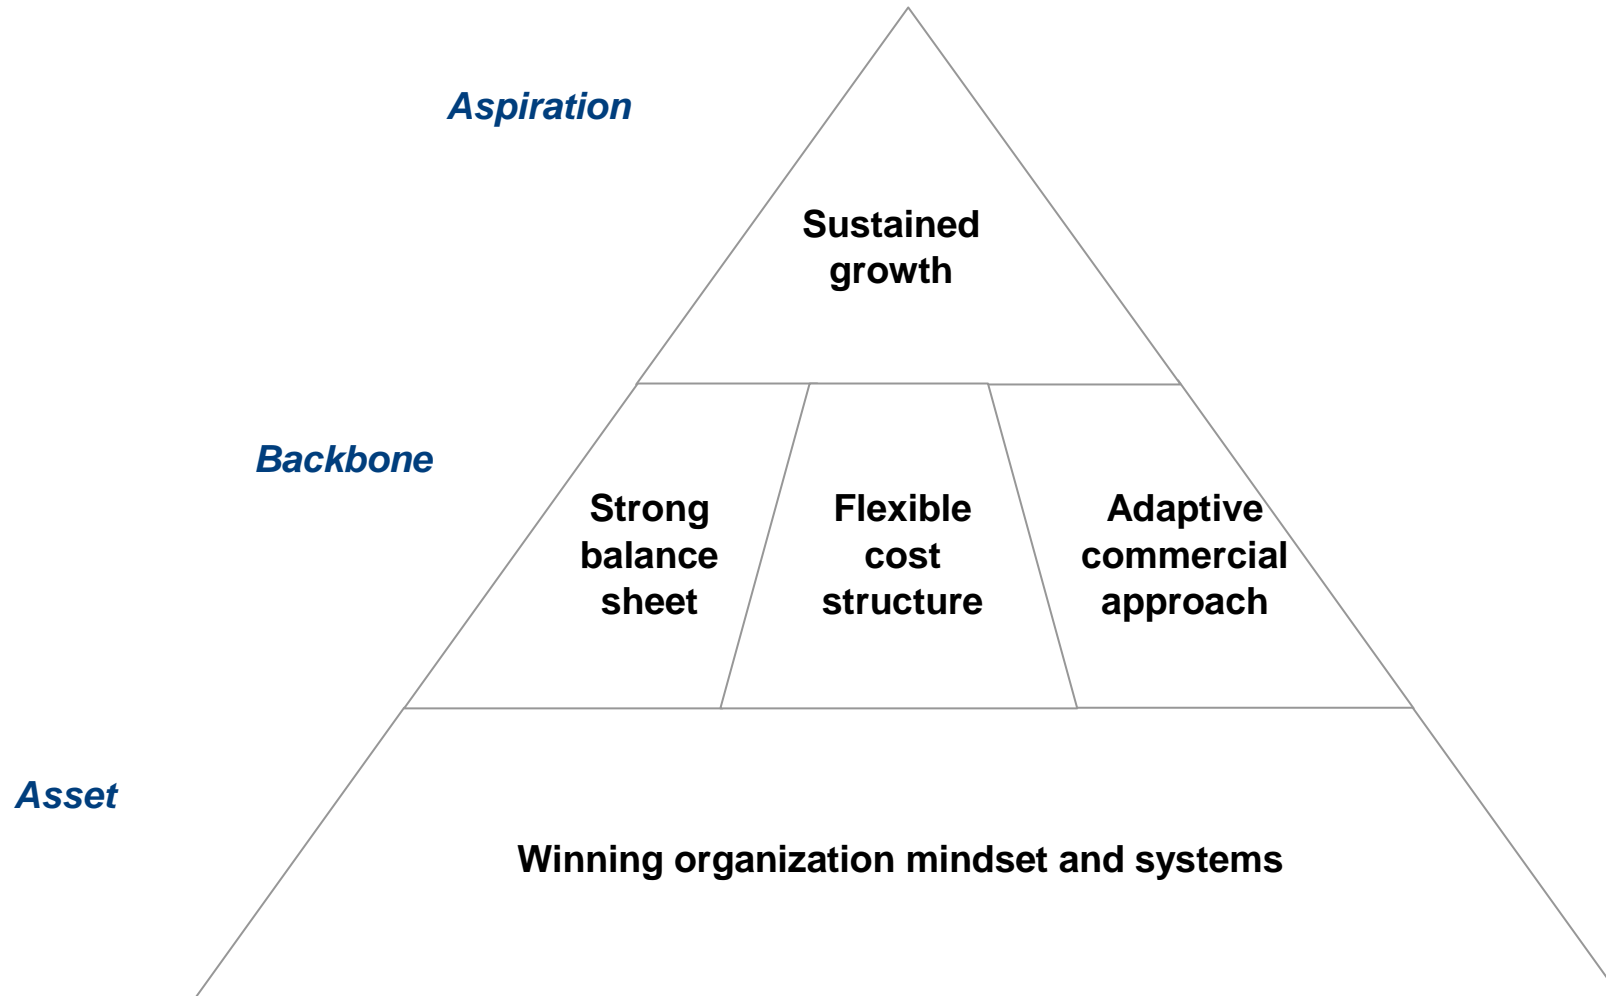 Aspiration
Sustained
growth
Backbone
Strong
balance
sheet
Flexible
cost
structure
Adaptive
commercial
approach
Asset
Winning organization mindset and systems